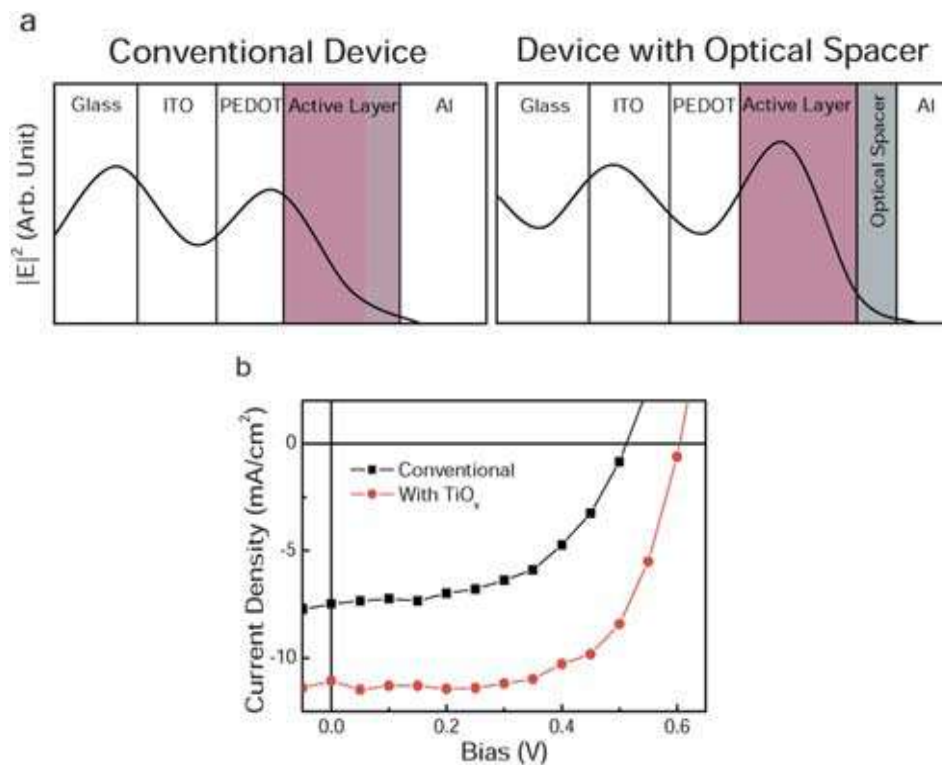 a
Conventional Device
Device with Optical Spacer
Glass ITO PEDOT Active Layer Al
Glass ITO PEDOT Active Layer Optical Spacer Al
|E|² (Arb. Unit)
b
Current Density (mA/cm²)
0
-5
-10
Conventional
With TiOₓ
0.0 0.2 0.4 0.6
Bias (V)